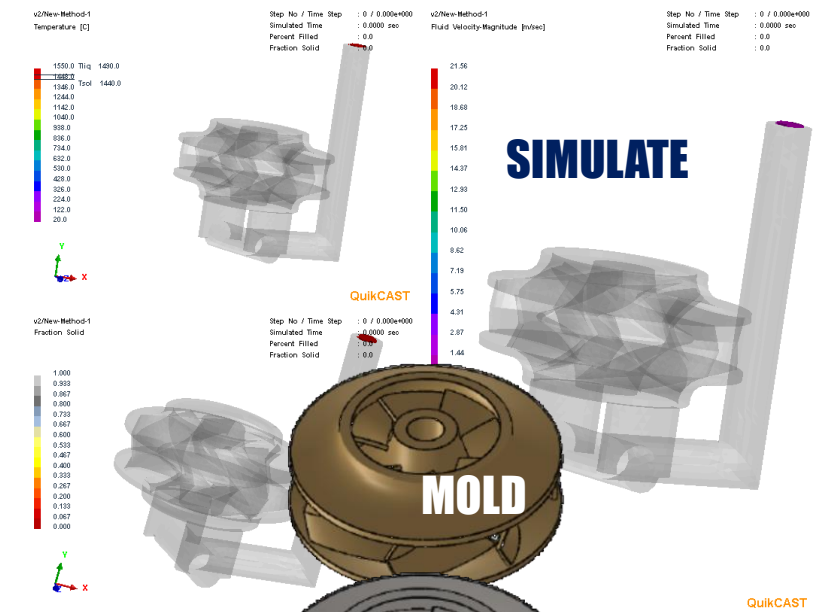 v2/New-Method-1
Temperature [C]
Step No / Time Step : 0 / 0.000e+000
Simulated Time : 0.0000 sec
Percent Filled : 0.0
Fraction Solid : 0.0
1550.0 Tliq 1490.0
1448.0
Tsol 1440.0
1346.0
1244.0
1142.0
1040.0
938.0
836.0
734.0
632.0
530.0
428.0
326.0
224.0
122.0
20.0
Y
Z
X
QuikCAST
v2/New-Method-1
Fluid Velocity-Magnitude [m/sec]
Step No / Time Step : 0 / 0.000e+000
Simulated Time : 0.0000 sec
Percent Filled : 0.0
Fraction Solid : 0.0
21.56
20.12
18.68
17.25
15.81
14.37
12.93
11.50
10.06
8.62
7.19
5.75
4.31
2.87
1.44
SIMULATE
v2/New-Method-1
Fraction Solid
Step No / Time Step : 0 / 0.000e+000
Simulated Time : 0.0000 sec
Percent Filled : 0.0
Fraction Solid : 0.0
1.000
0.933
0.867
0.800
0.733
0.667
0.600
0.533
0.467
0.400
0.333
0.267
0.200
0.133
0.067
0.000
MOLD
Y
X
QuikCAST